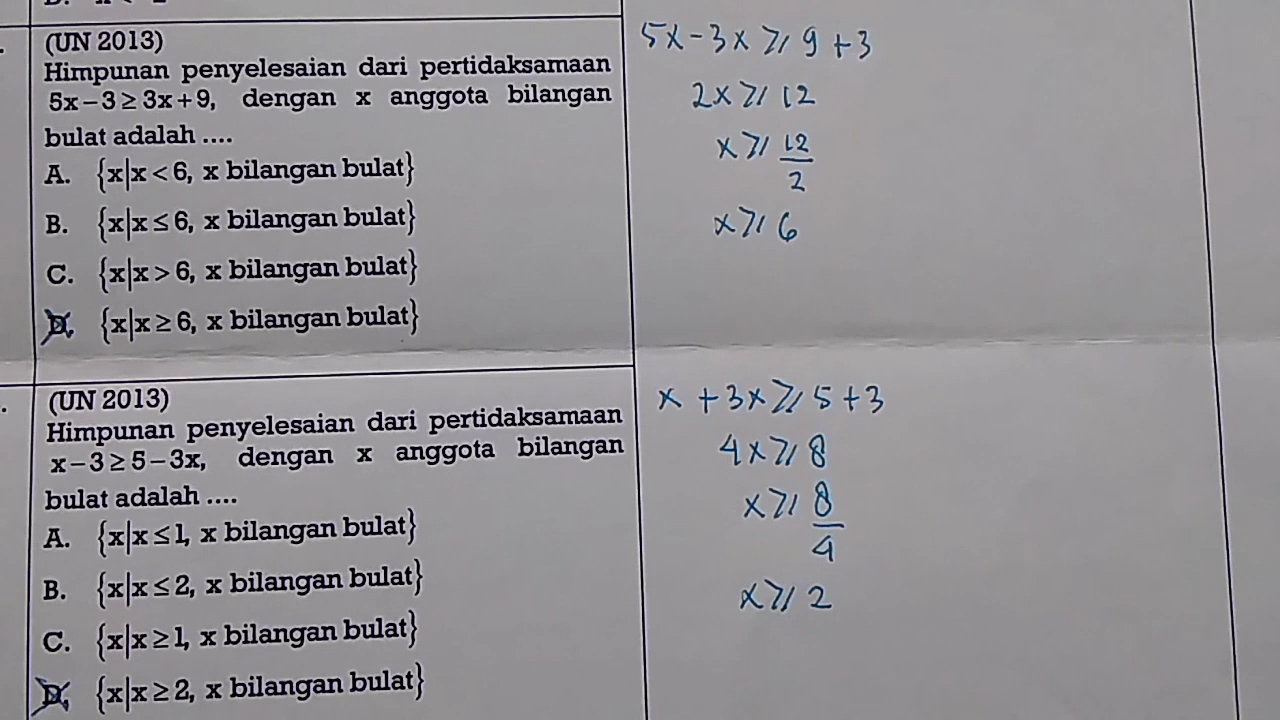 (UN 2013)
Himpunan penyelesaian dari pertidaksamaan
5x – 3 ≥ 3x + 9, dengan x anggota bilangan
bulat adalah ....
A. {x|x < 6, x bilangan bulat}
B. {x|x ≤ 6, x bilangan bulat}
C. {x|x > 6, x bilangan bulat}
D. {x|x ≥ 6, x bilangan bulat}
5x – 3x ≥ 9 + 3
2x ≥ 12
x ≥ 12/2
x ≥ 6
(UN 2013)
Himpunan penyelesaian dari pertidaksamaan
x – 3 ≥ 5 – 3x, dengan x anggota bilangan
bulat adalah ....
A. {x|x ≤ 1, x bilangan bulat}
B. {x|x ≤ 2, x bilangan bulat}
C. {x|x ≥ 1, x bilangan bulat}
D. {x|x ≥ 2, x bilangan bulat}
x + 3x ≥ 5 + 3
4x ≥ 8
x ≥ 8/4
x ≥ 2